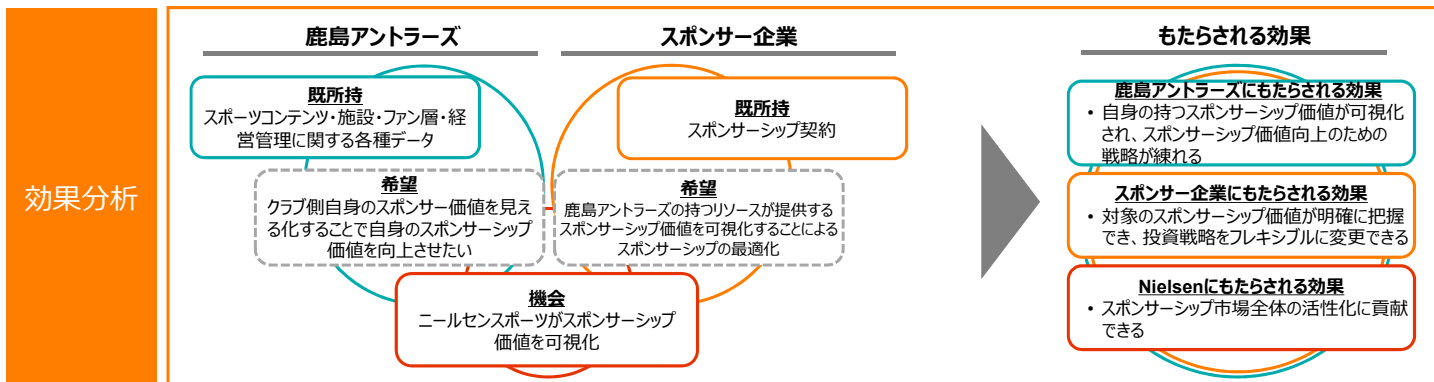 効果分析
鹿島アントラーズ
既所持
スポーツコンテンツ・施設・ファン層・経
営管理に関する各種データ
希望
クラブ側自身のスポンサー価値を見え
る化することで自身のスポンサーシップ
価値を向上させたい
スポンサー企業
既所持
スポンサーシップ契約
希望
鹿島アントラーズの持つリソースが提供する
スポンサーシップ価値を可視化することによる
スポンサーシップの最適化
機会
ニールセンスポーツがスポンサーシップ
価値を可視化
もたらされる効果
鹿島アントラーズにもたらされる効果
• 自身の持つスポンサーシップ価値が可視化
され、スポンサーシップ価値向上のための
戦略が練れる
スポンサー企業にもたらされる効果
• 対象のスポンサーシップ価値が明確に把握
でき、投資戦略をフレキシブルに変更できる
Nielsenにもたらされる効果
• スポンサーシップ市場全体の活性化に貢献
できる